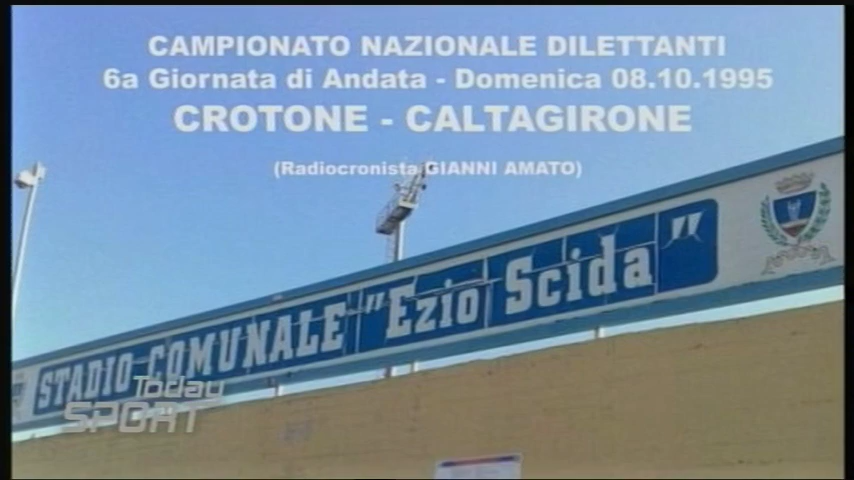 CAMPIONATO NAZIONALE DILETTANTI
6a Giornata di Andata - Domenica 08.10.1995
CROTONE - CALTAGIRONE
(Radiocronista GIANNI AMATO)
STADIO COMUNALE "Ezio Scida"
Today
SPORT